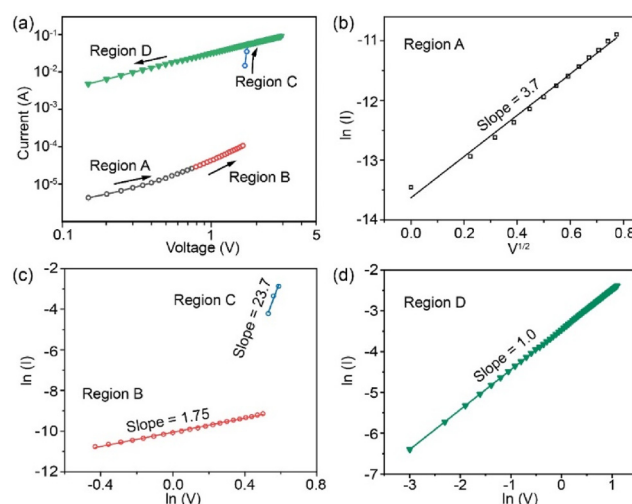 (a)
10⁻¹
10⁻²
10⁻³
10⁻⁴
10⁻⁵
Current (A)
Region D
Region C
Region A
Region B
0.1
1
5
Voltage (V)
(b)
-11
-12
-13
-14
ln (I)
Region A
Slope = 3.7
0.0
0.2
0.4
0.6
0.8
V¹/²
(c)
-2
-4
-6
-8
-10
-12
ln (I)
Region C
Slope = 23.7
Region B
Slope = 1.75
-0.4
0.0
0.4
0.8
ln (V)
(d)
-2
-3
-4
-5
-6
-7
ln (I)
Region D
Slope = 1.0
-3
-2
-1
0
1
ln (V)